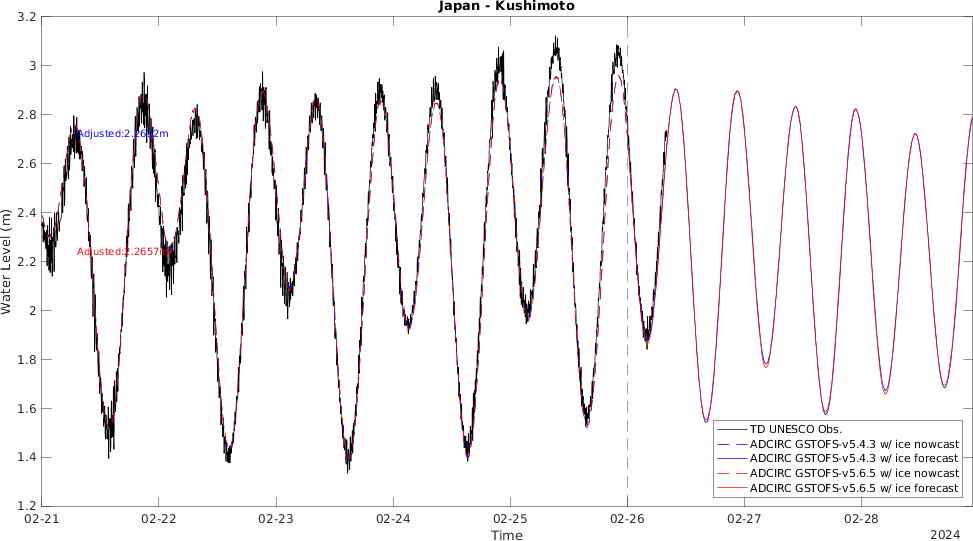 Japan - Kushimoto
3.2
3
2.8
2.6
2.4
2.2
2
1.8
1.6
1.4
1.2
Water Level (m)
Adjusted:2.2692m
Adjusted:2.2657m
TD UNESCO Obs.
ADCIRC GSTOFS-v5.4.3 w/ ice nowcast
ADCIRC GSTOFS-v5.4.3 w/ ice forecast
ADCIRC GSTOFS-v5.6.5 w/ ice nowcast
ADCIRC GSTOFS-v5.6.5 w/ ice forecast
02-21 02-22 02-23 02-24 02-25 02-26 02-27 02-28
Time
2024